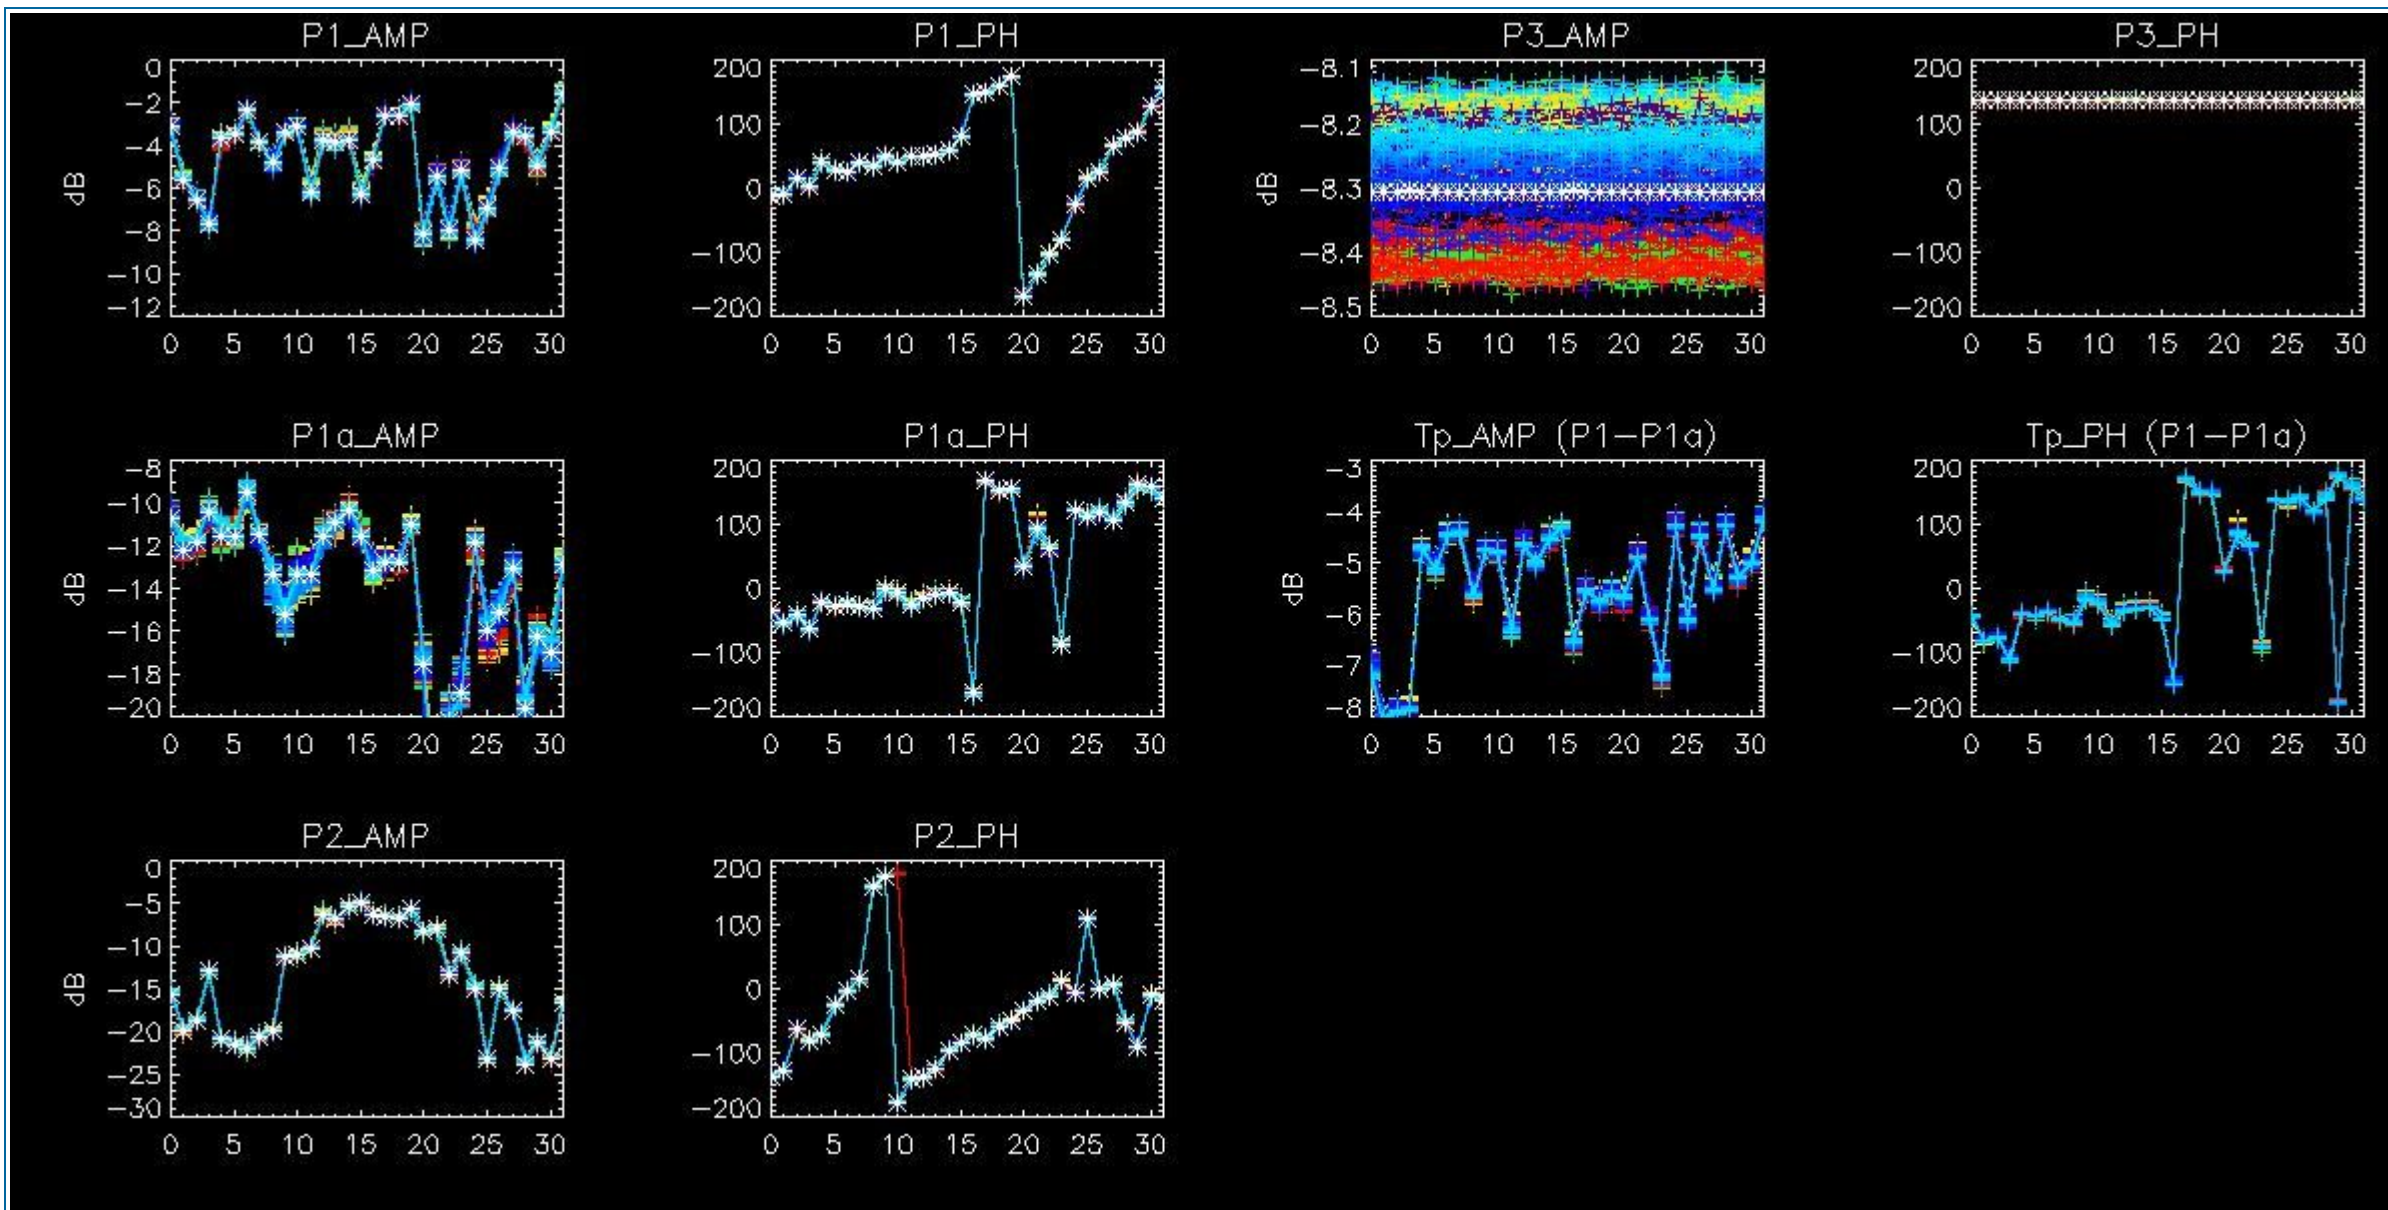 P1_AMP
0
−2
−4
−6
−8
−10
−12
dB
0 5 10 15 20 25 30
P1_PH
200
100
0
−100
−200
0 5 10 15 20 25 30
P3_AMP
−8.1
−8.2
−8.3
−8.4
−8.5
dB
0 5 10 15 20 25 30
P3_PH
200
100
0
−100
−200
0 5 10 15 20 25 30
P1a_AMP
−8
−10
−12
−14
−16
−18
−20
dB
0 5 10 15 20 25 30
P1a_PH
200
100
0
−100
−200
0 5 10 15 20 25 30
Tp_AMP (P1−P1a)
−3
−4
−5
−6
−7
−8
dB
0 5 10 15 20 25 30
Tp_PH (P1−P1a)
200
100
0
−100
−200
0 5 10 15 20 25 30
P2_AMP
0
−5
−10
−15
−20
−25
−30
dB
0 5 10 15 20 25 30
P2_PH
200
100
0
−100
−200
0 5 10 15 20 25 30